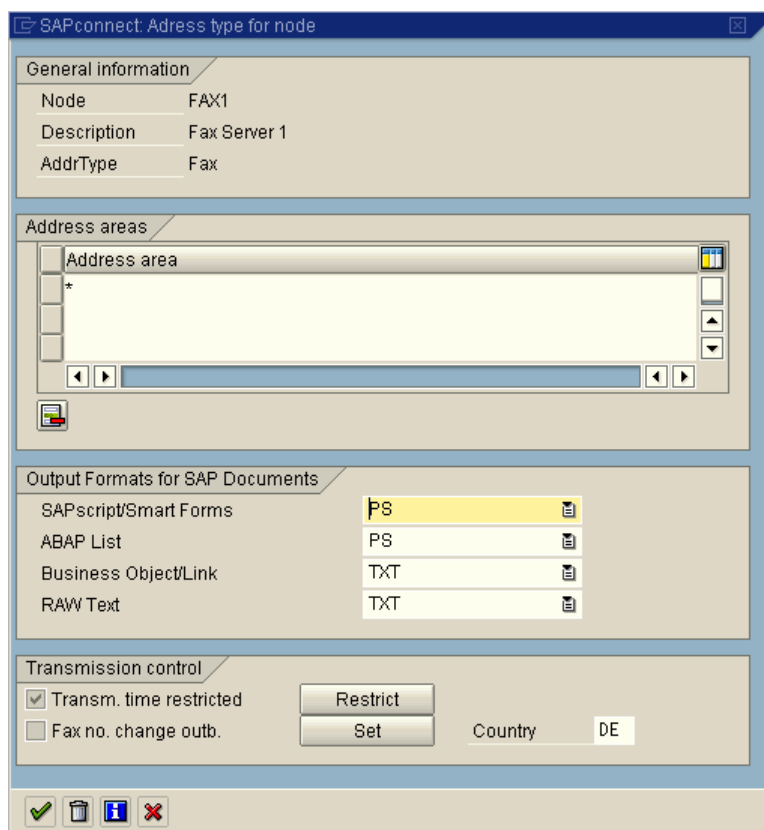 SAPconnect: Adress type for node
General information
Node FAX1
Description Fax Server 1
AddrType Fax
Address areas
Address area
*
Output Formats for SAP Documents
SAPscript/Smart Forms PS
ABAP List PS
Business Object/Link TXT
RAW Text TXT
Transmission control
Transm. time restricted Restrict
Fax no. change outb. Set Country DE